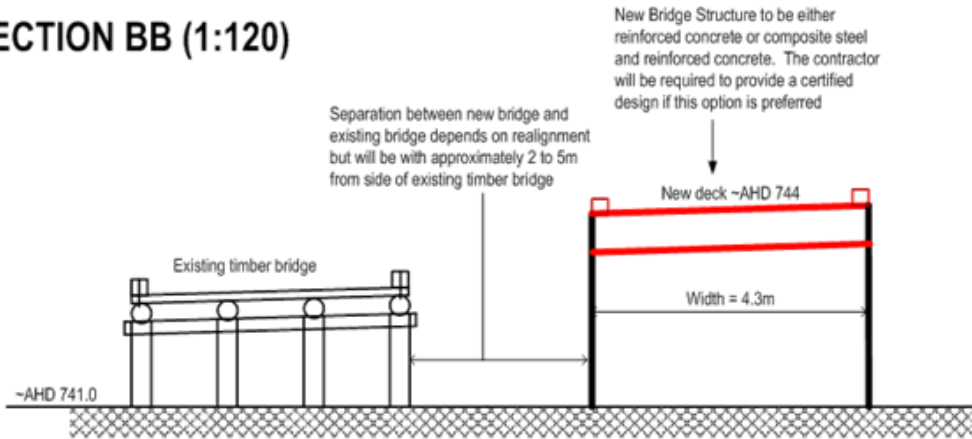 ECTION BB (1:120)
New Bridge Structure to be either
reinforced concrete or composite steel
and reinforced concrete. The contractor
will be required to provide a certified
design if this option is preferred
Separation between new bridge and
existing bridge depends on realignment
but will be with approximately 2 to 5m
from side of existing timber bridge
New deck ~AHD 744
Existing timber bridge
Width = 4.3m
~AHD 741.0